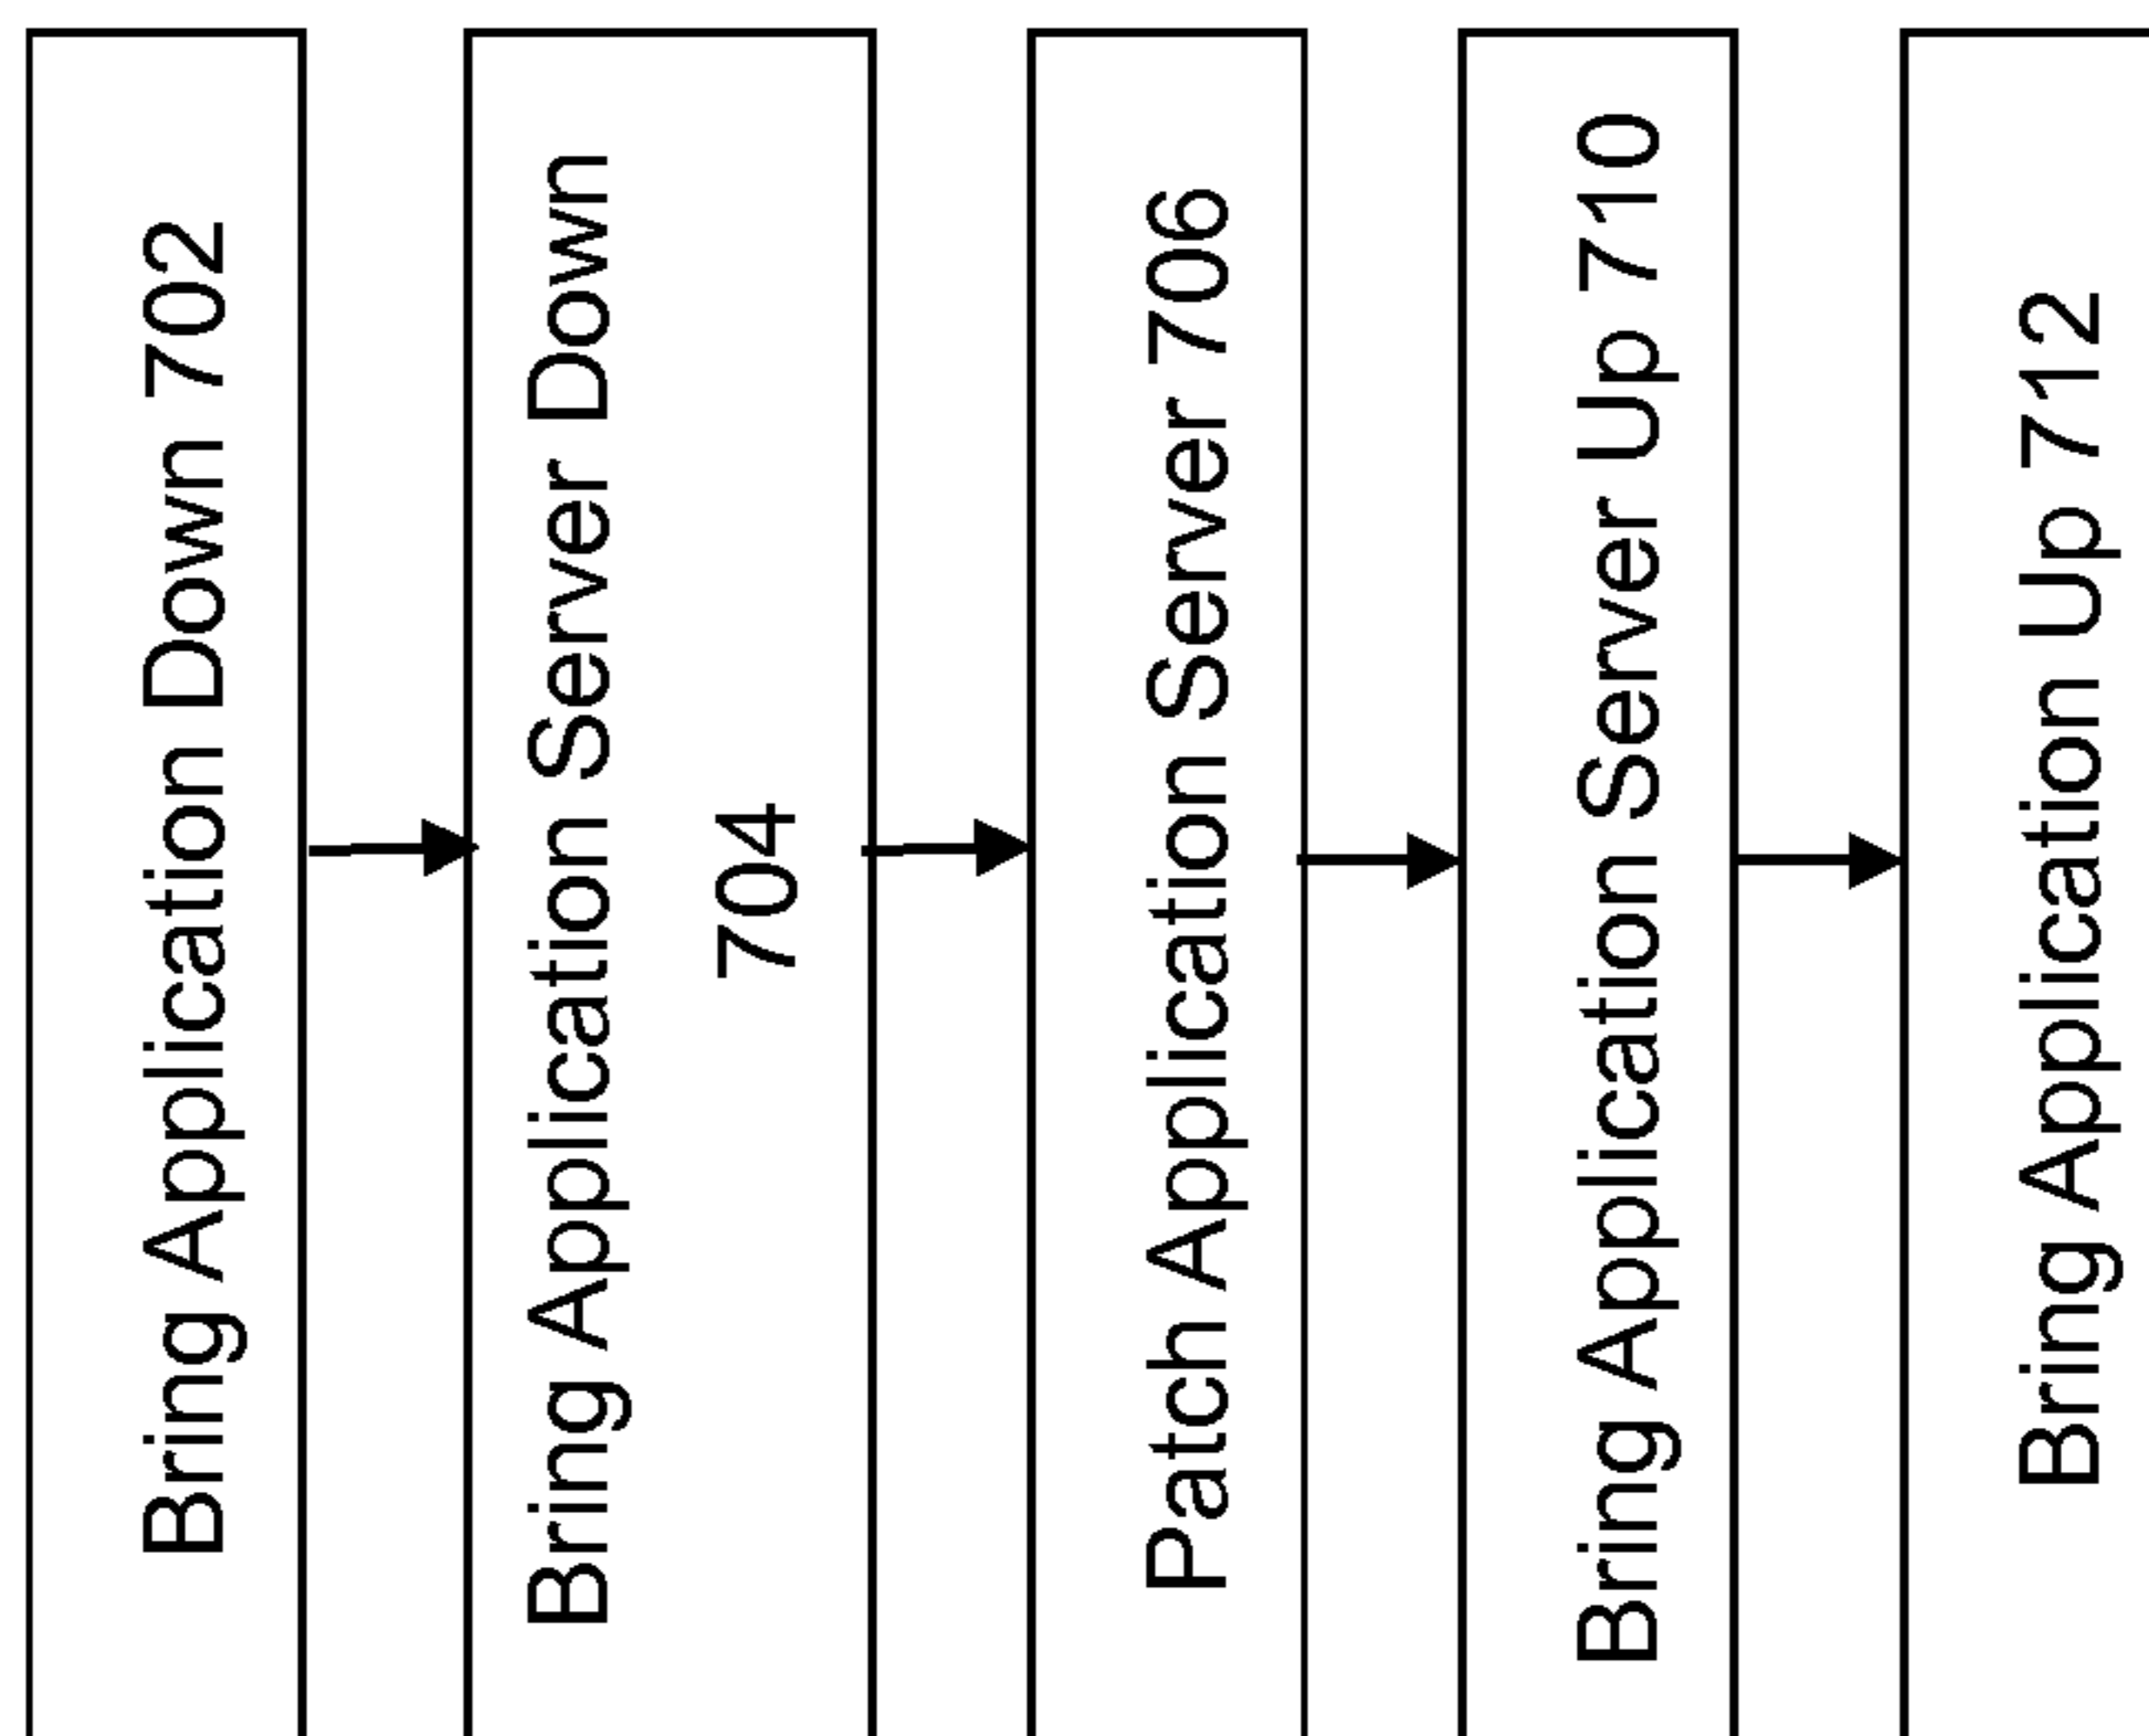 Bring Application Down 702
Bring Application Server Down
704
Patch Application Server 706
Bring Application Server Up 710
Bring Application Up 712